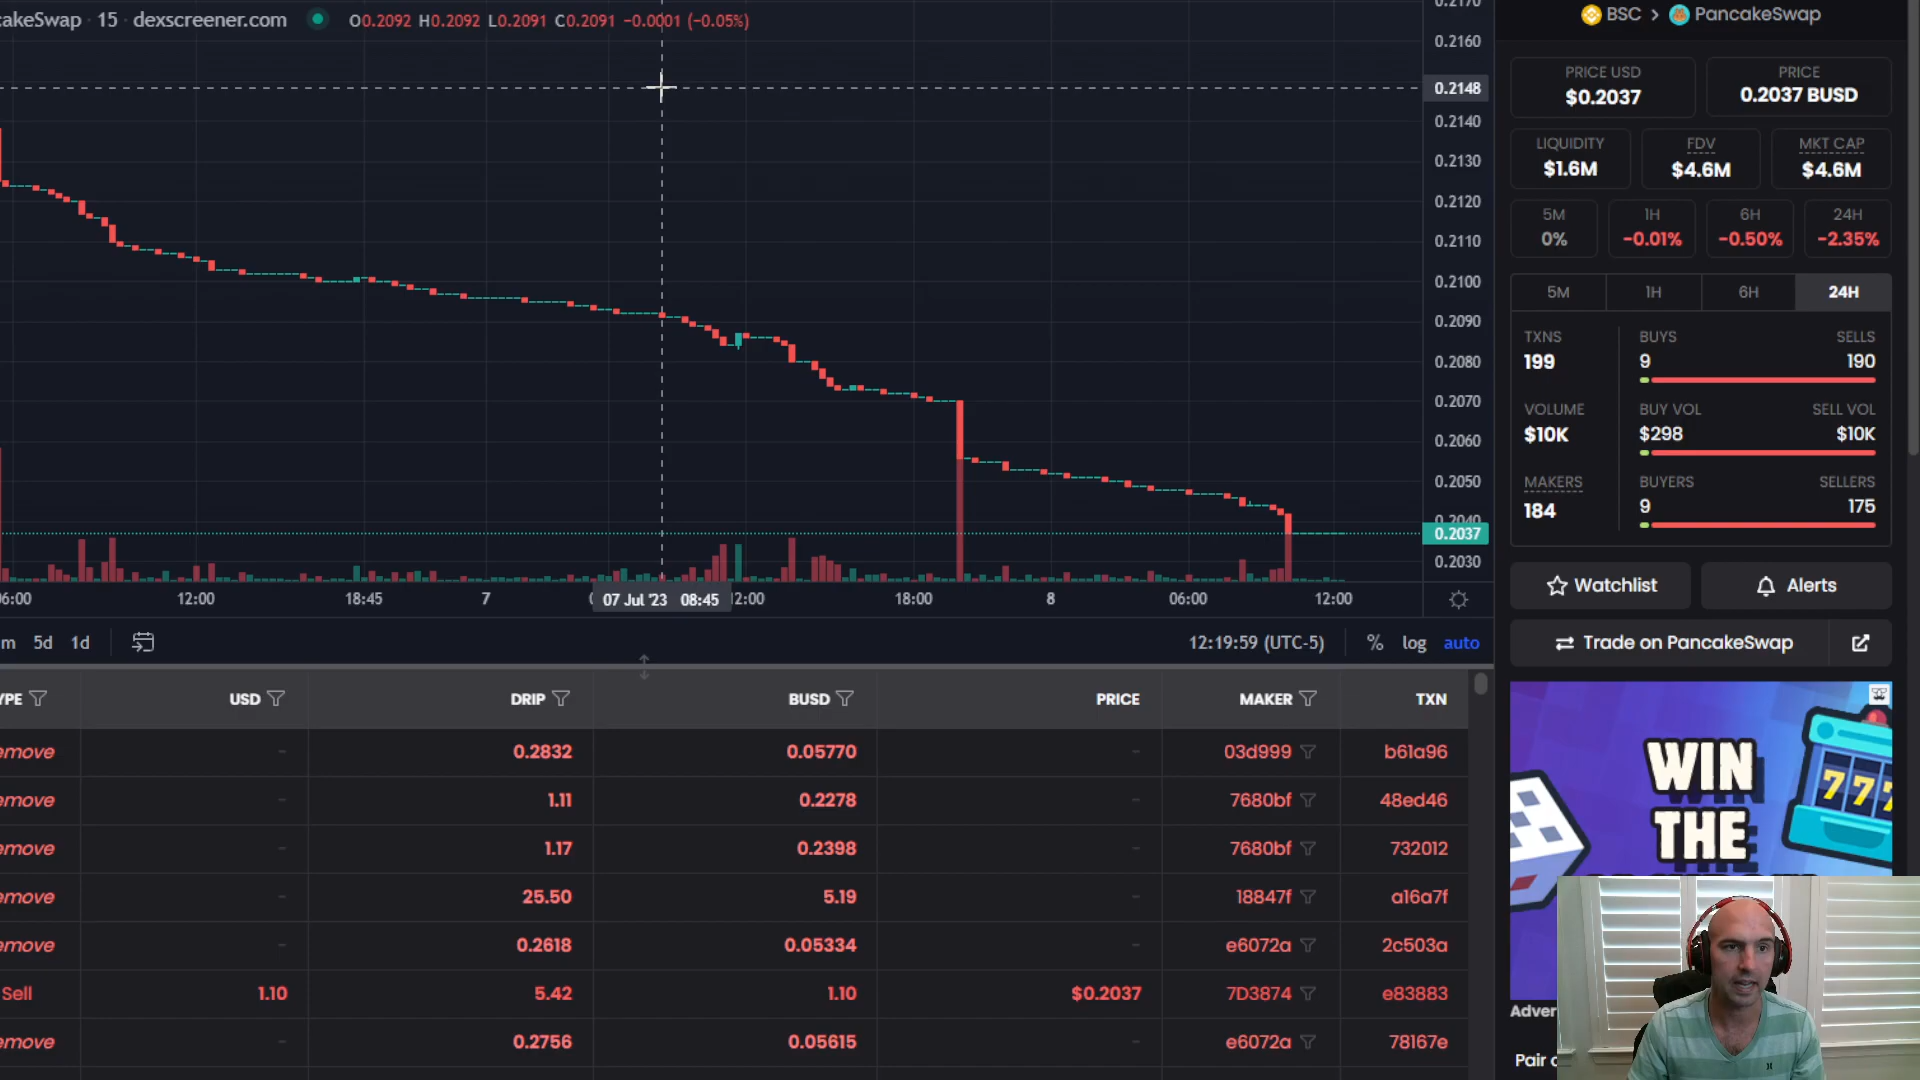 cakeSwap · 15 · dexscreener.com O0.2092 H0.2092 L0.2091 C0.2091 −0.0001 (−0.05%)
0.2170
0.2160
0.2148
0.2140
0.2130
0.2120
0.2110
0.2100
0.2090
0.2080
0.2070
0.2060
0.2050
0.2040
0.2037
0.2030
06:00 12:00 18:45 7 07 Jul '23 08:45 12:00 18:00 8 06:00 12:00
m 5d 1d 12:19:59 (UTC-5) % log auto
YPE USD DRIP BUSD PRICE MAKER TXN
emove - 0.2832 0.05770 - 03d999 b61a96
emove - 1.11 0.2278 - 7680bf 48ed46
emove - 1.17 0.2398 - 7680bf 732012
emove - 25.50 5.19 - 18847f a16a7f
emove - 0.2618 0.05334 - e6072a 2c503a
Sell 1.10 5.42 1.10 $0.2037 7D3874 e83883
emove - 0.2756 0.05615 - e6072a 78167e
BSC > PancakeSwap
PRICE USD PRICE
$0.2037 0.2037 BUSD
LIQUIDITY FDV MKT CAP
$1.6M $4.6M $4.6M
5M 1H 6H 24H
0% -0.01% -0.50% -2.35%
5M 1H 6H 24H
TXNS BUYS SELLS
199 9 190
VOLUME BUY VOL SELL VOL
$10K $298 $10K
MAKERS BUYERS SELLERS
184 9 175
Watchlist Alerts
Trade on PancakeSwap
WIN
THE
777
Adver
Pair c